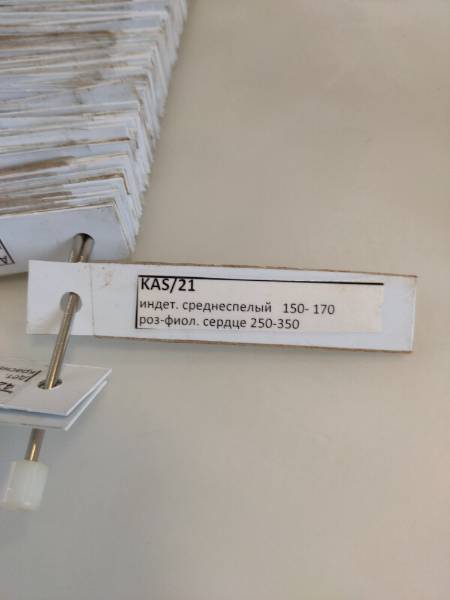 KAS/21
индет. среднеспелый 150- 170
роз-фиол. сердце 250-350